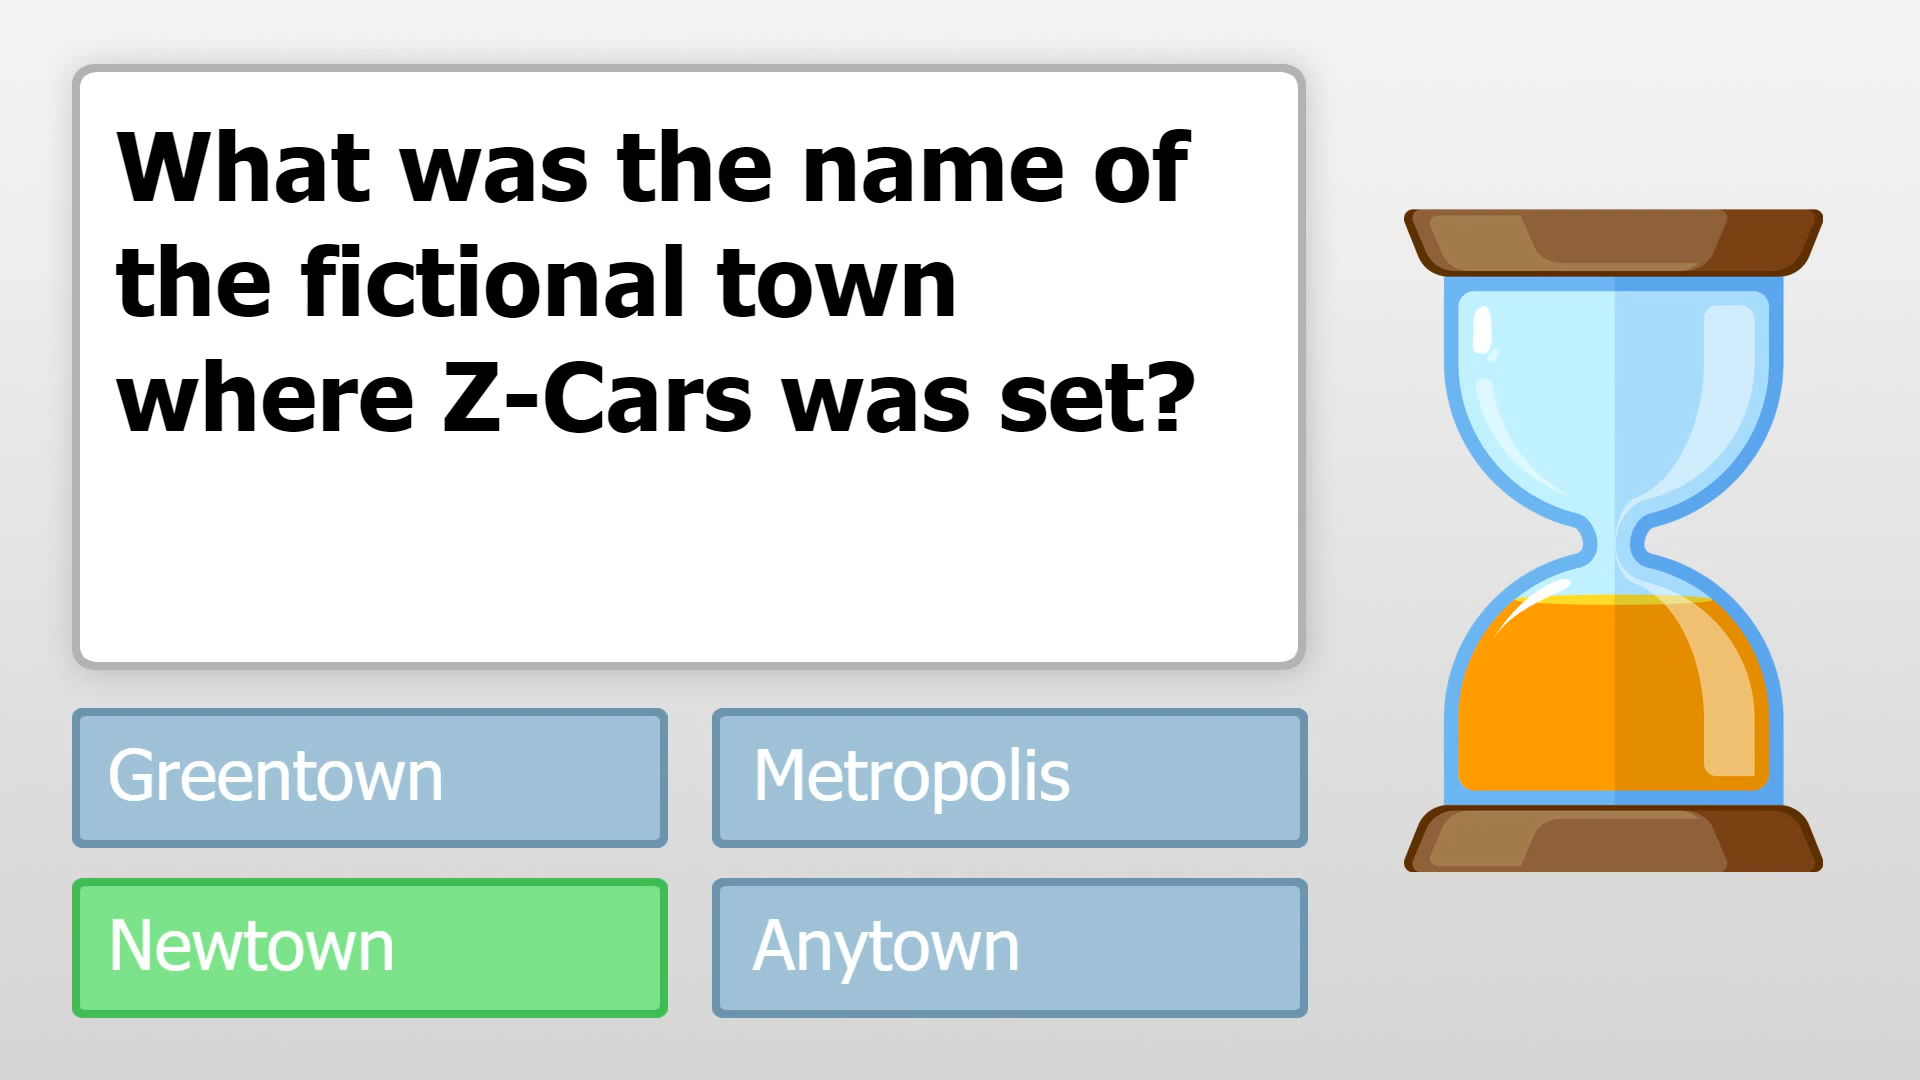 What was the name of
the fictional town
where Z-Cars was set?
Greentown
Metropolis
Newtown
Anytown